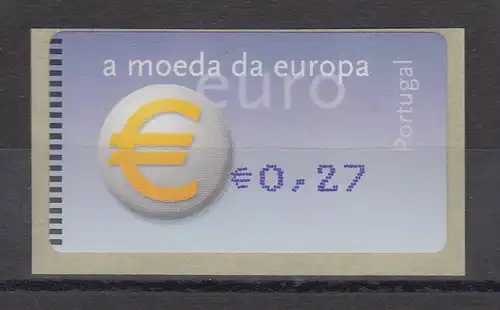 a moeda da europa
euro
Portugal
€
€0,27